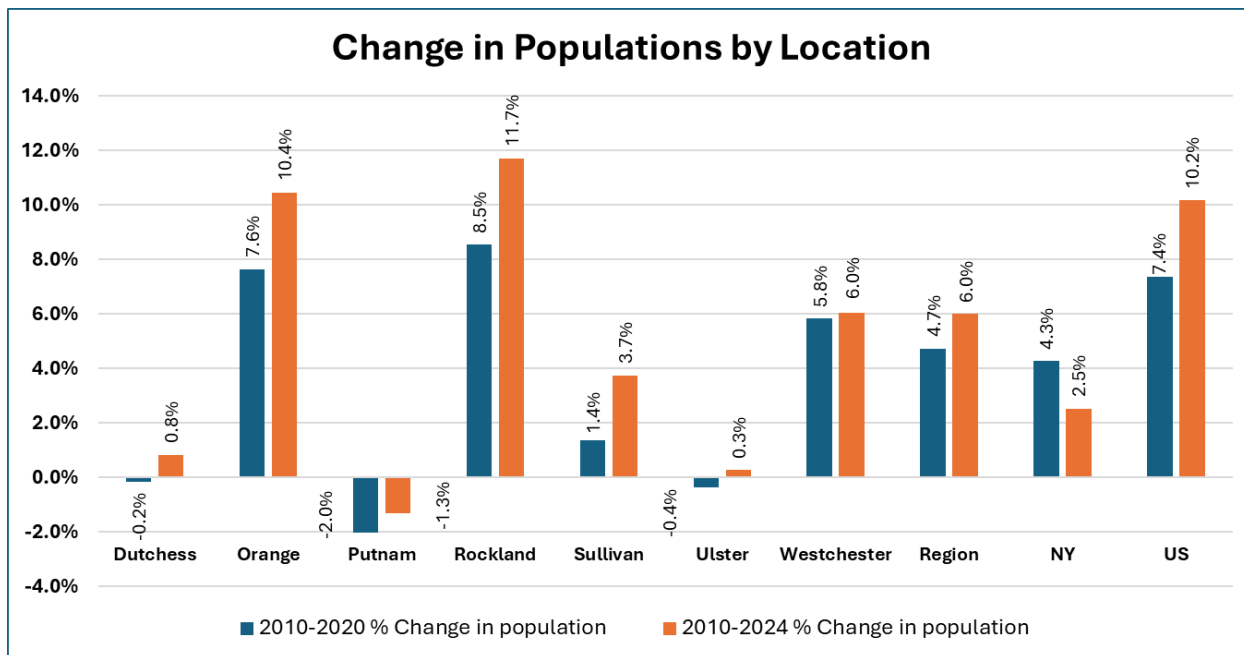 Change in Populations by Location
14.0%
12.0%
10.0%
8.0%
6.0%
4.0%
2.0%
0.0%
-2.0%
-4.0%
-0.2%
0.8%
7.6%
10.4%
-2.0%
-1.3%
8.5%
11.7%
1.4%
3.7%
-0.4%
0.3%
5.8%
6.0%
4.7%
6.0%
4.3%
2.5%
7.4%
10.2%
Dutchess
Orange
Putnam
Rockland
Sullivan
Ulster
Westchester
Region
NY
US
2010-2020 % Change in population
2010-2024 % Change in population